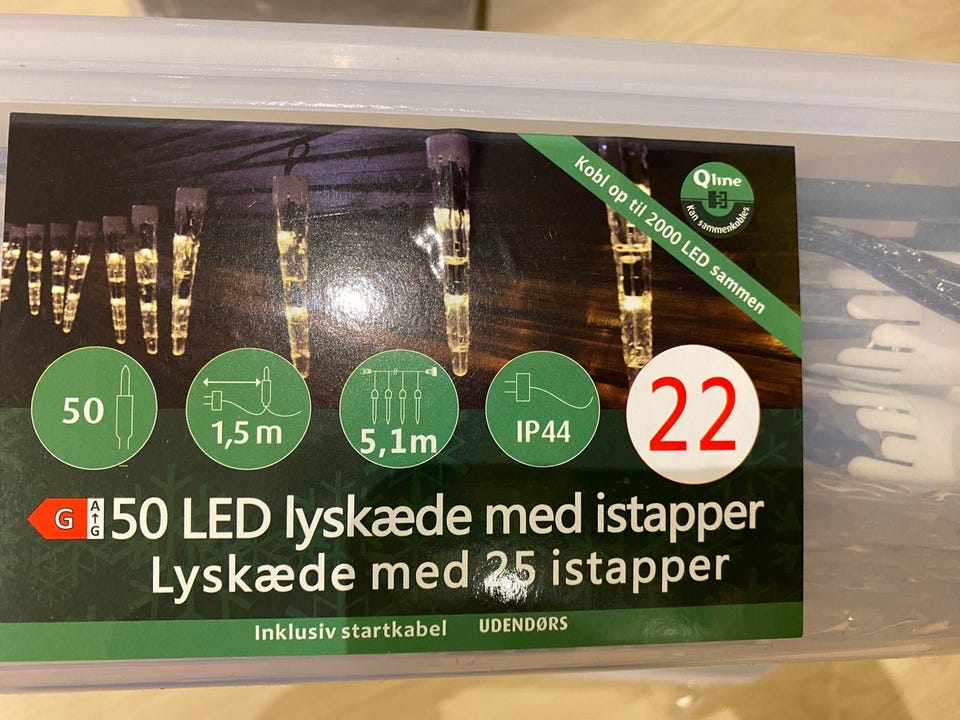 Kobl op til 2000 LED sammen
Qline
Kan sammenkobles
50
1,5 m
5,1m
IP44
22
G
A
↑
G
50 LED lyskæde med istapper
Lyskæde med 25 istapper
Inklusiv startkabel UDENDØRS